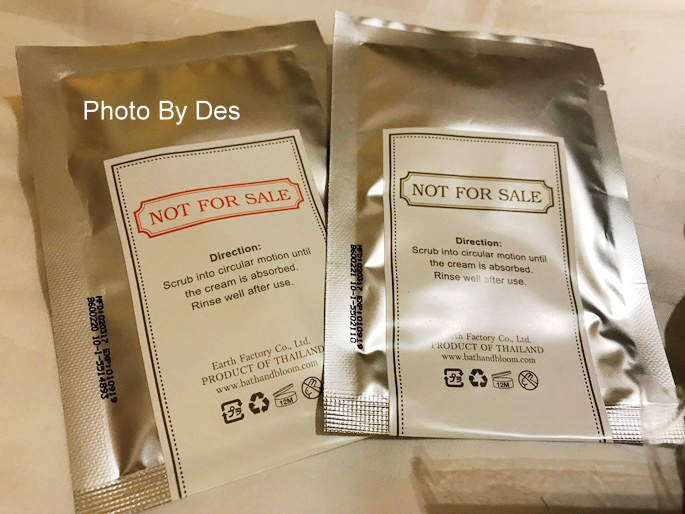 Photo By Des
NOT FOR SALE
Direction:
Scrub into circular motion until
the cream is absorbed.
Rinse well after use.
Earth Factory Co., Ltd.
PRODUCT OF THAILAND
www.bathandbloom.com
12M
NOT FOR SALE
Direction:
Scrub into circular motion until
the cream is absorbed.
Rinse well after use.
Earth Factory Co., Ltd.
PRODUCT OF THAILAND
www.bathandbloom.com
12M